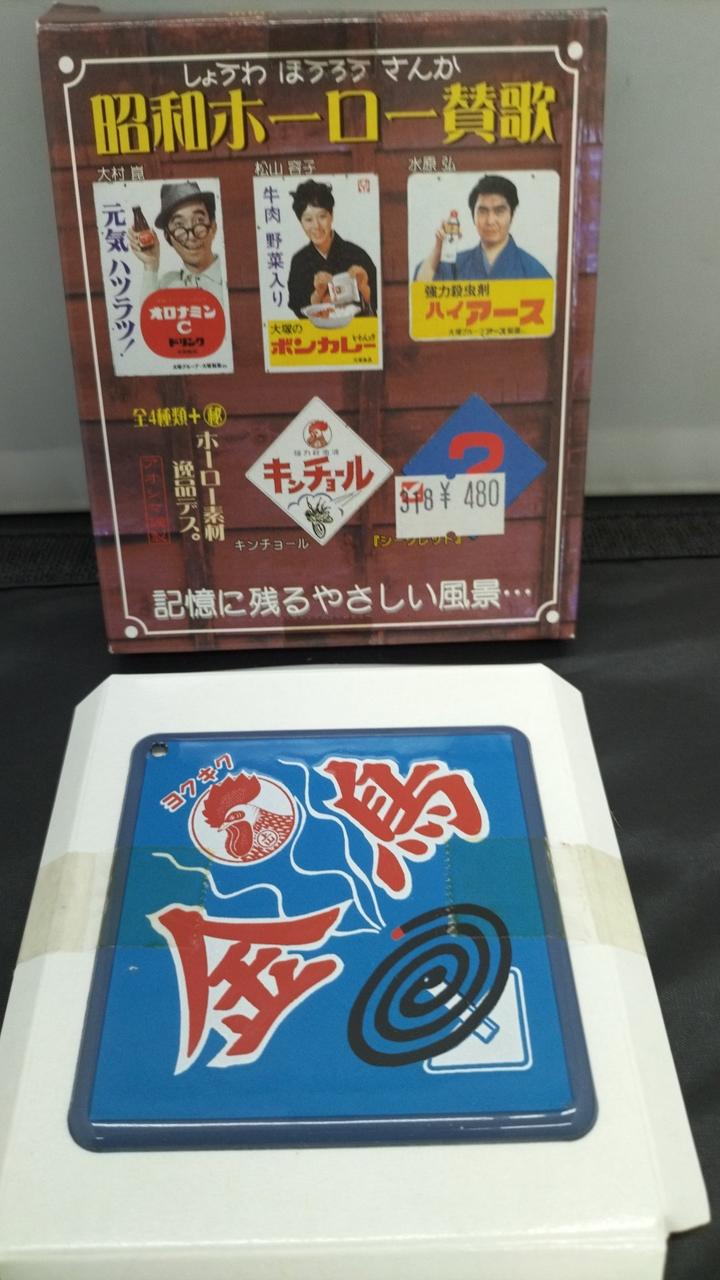 しょうわ ほうろう さんか
昭和ホーロー賛歌
大村 崑
松山 容子
水原 弘
元気ハツラツ!
オロナミン
C
ドリンク
牛肉 野菜入り
大塚の
ボンカレー
強力殺虫剤
ハイアース
全4種類+㊙
ホーロー素材
逸品デス。
強力殺虫液
キンチョール
?
318 ¥ 480
キンチョール
『シークレット』
記憶に残るやさしい風景…
ヨクキク
金鳥